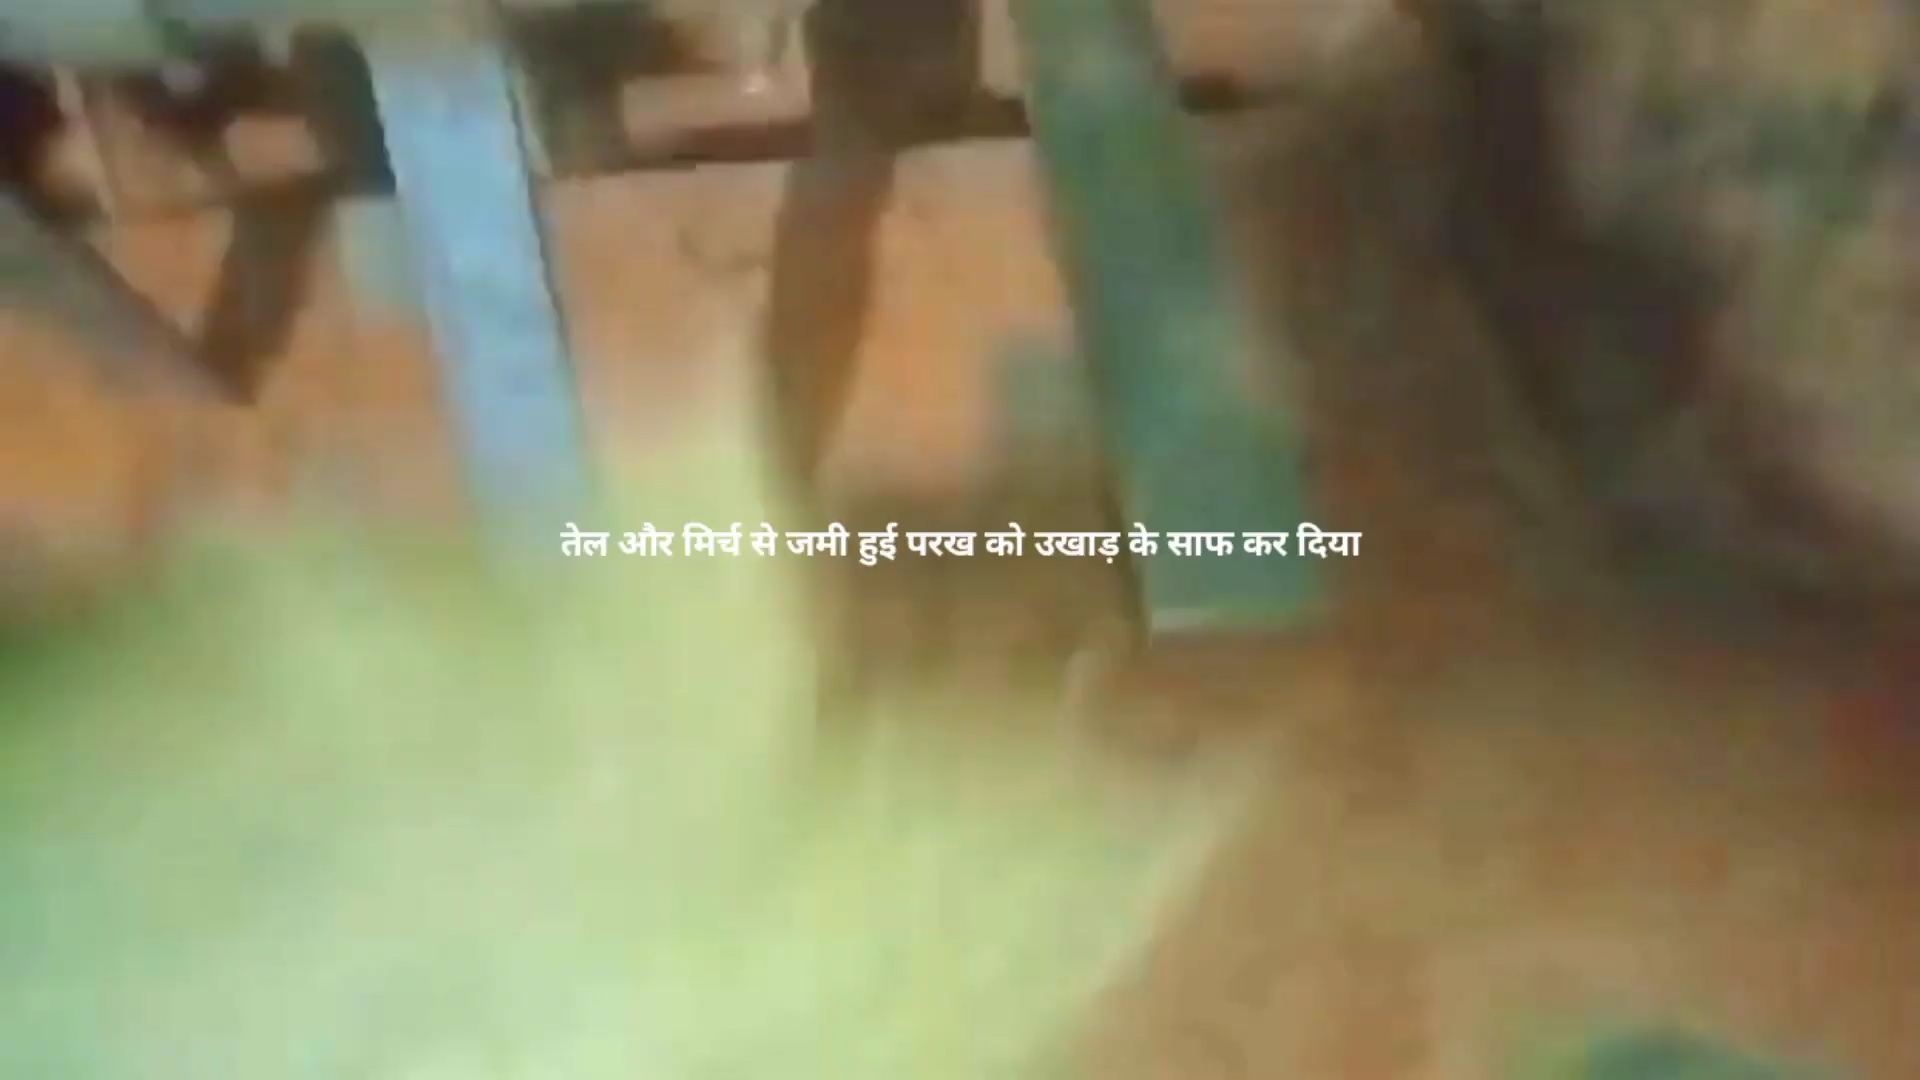 तेल और मिर्च से जमी हुई परख को उखाड़ के साफ कर दिया